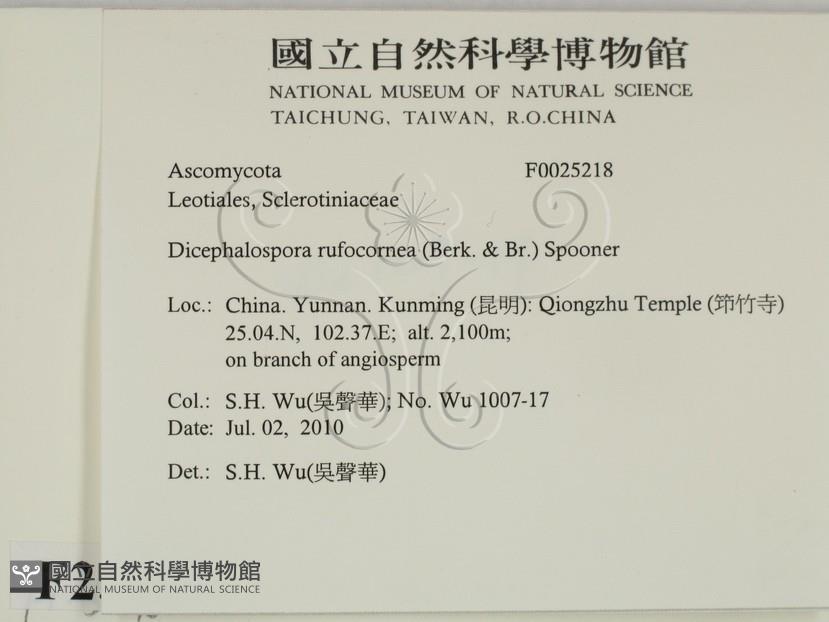 國立自然科學博物館
NATIONAL MUSEUM OF NATURAL SCIENCE
TAICHUNG, TAIWAN, R.O.CHINA
Ascomycota F0025218
Leotiales, Sclerotiniaceae
Dicephalospora rufocornea (Berk. & Br.) Spooner
Loc.: China. Yunnan. Kunming (昆明): Qiongzhu Temple (筇竹寺)
25.04.N, 102.37.E; alt. 2,100m;
on branch of angiosperm
Col.: S.H. Wu(吳聲華); No. Wu 1007-17
Date: Jul. 02, 2010
Det.: S.H. Wu(吳聲華)
F2
國立自然科學博物館
NATIONAL MUSEUM OF NATURAL SCIENCE